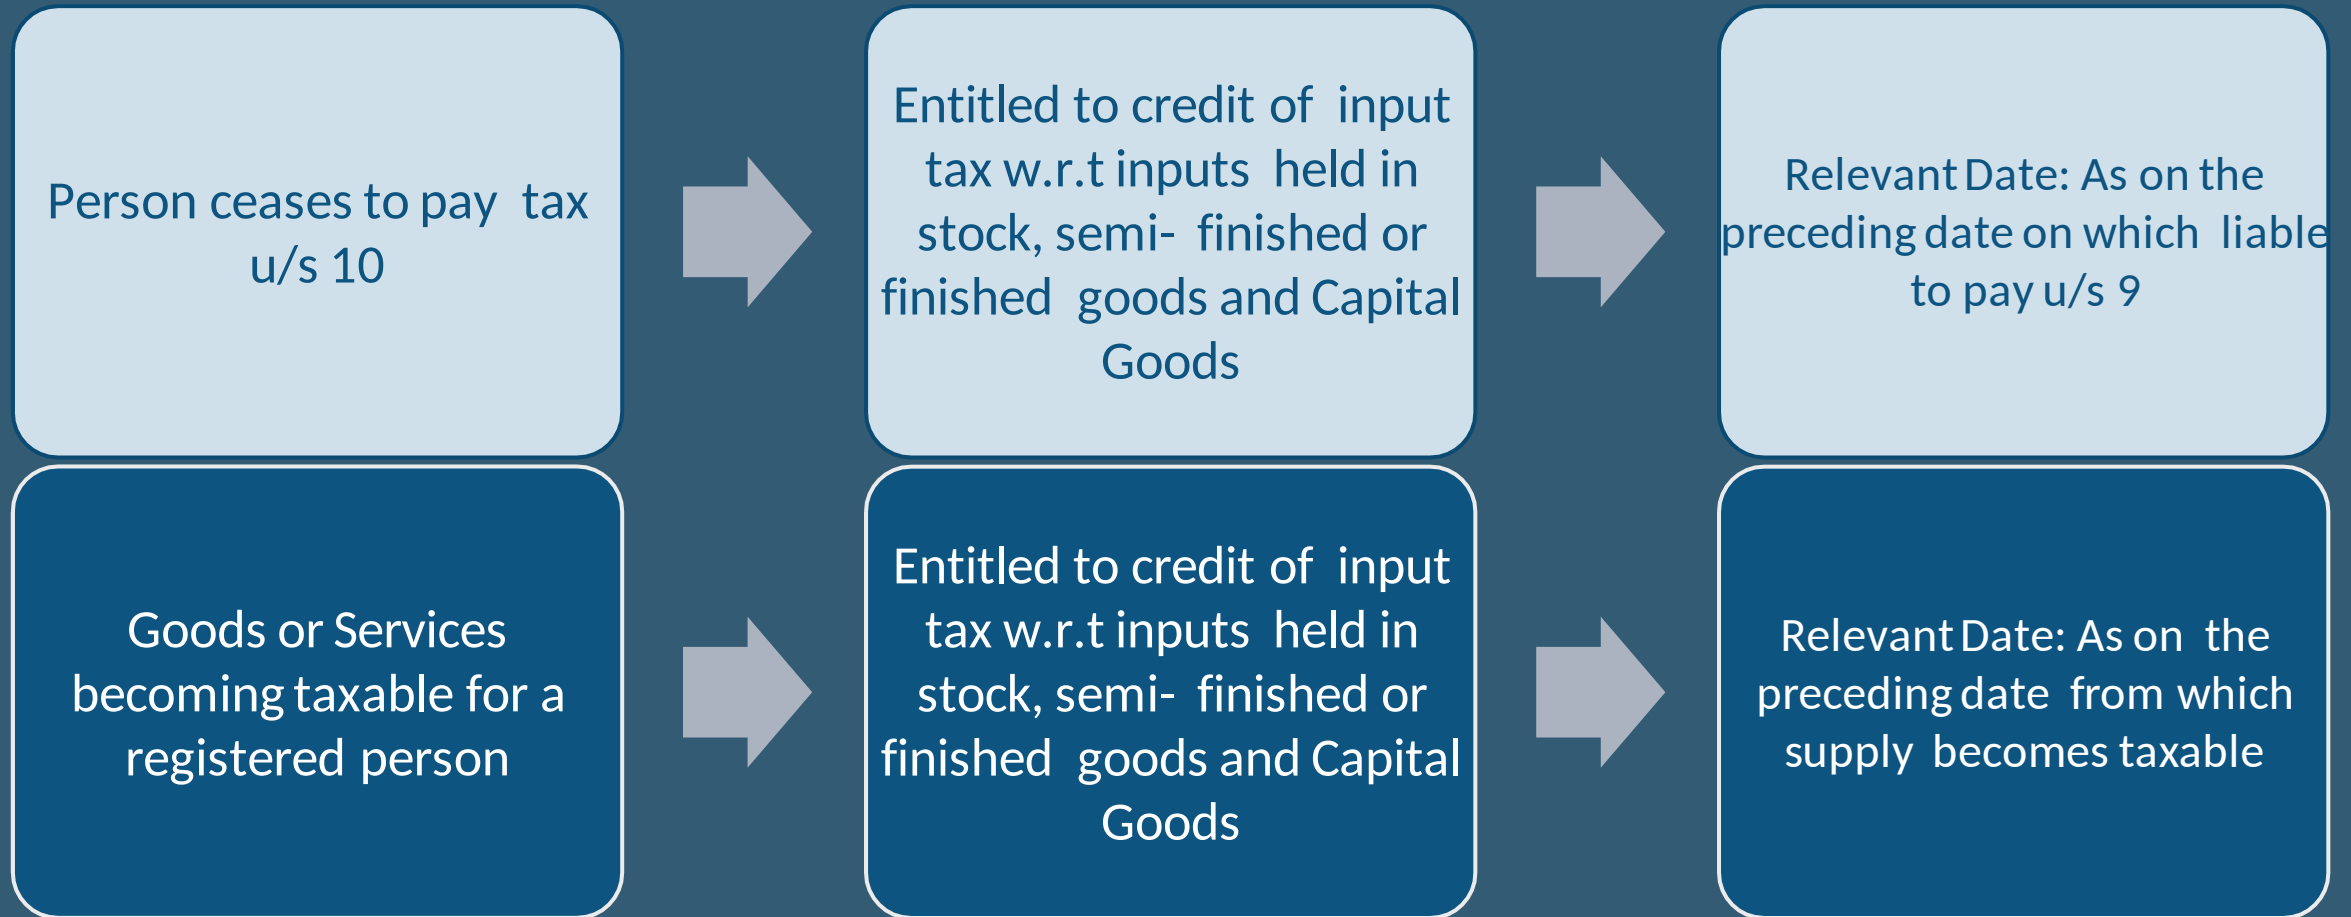 Person ceases to pay tax
u/s 10
Entitled to credit of input
tax w.r.t inputs held in
stock, semi- finished or
finished goods and Capital
Goods
Relevant Date: As on the
preceding date on which liable
to pay u/s 9
Goods or Services
becoming taxable for a
registered person
Entitled to credit of input
tax w.r.t inputs held in
stock, semi- finished or
finished goods and Capital
Goods
Relevant Date: As on the
preceding date from which
supply becomes taxable